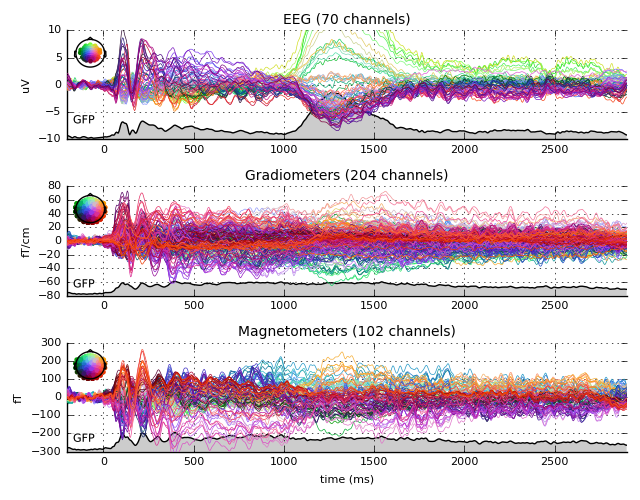 EEG (70 channels)
10
5
0
−5
−10
uV
GFP
0 500 1000 1500 2000 2500
Gradiometers (204 channels)
80
60
40
20
0
−20
−40
−60
−80
fT/cm
GFP
0 500 1000 1500 2000 2500
Magnetometers (102 channels)
300
200
100
0
−100
−200
−300
fT
GFP
0 500 1000 1500 2000 2500
time (ms)